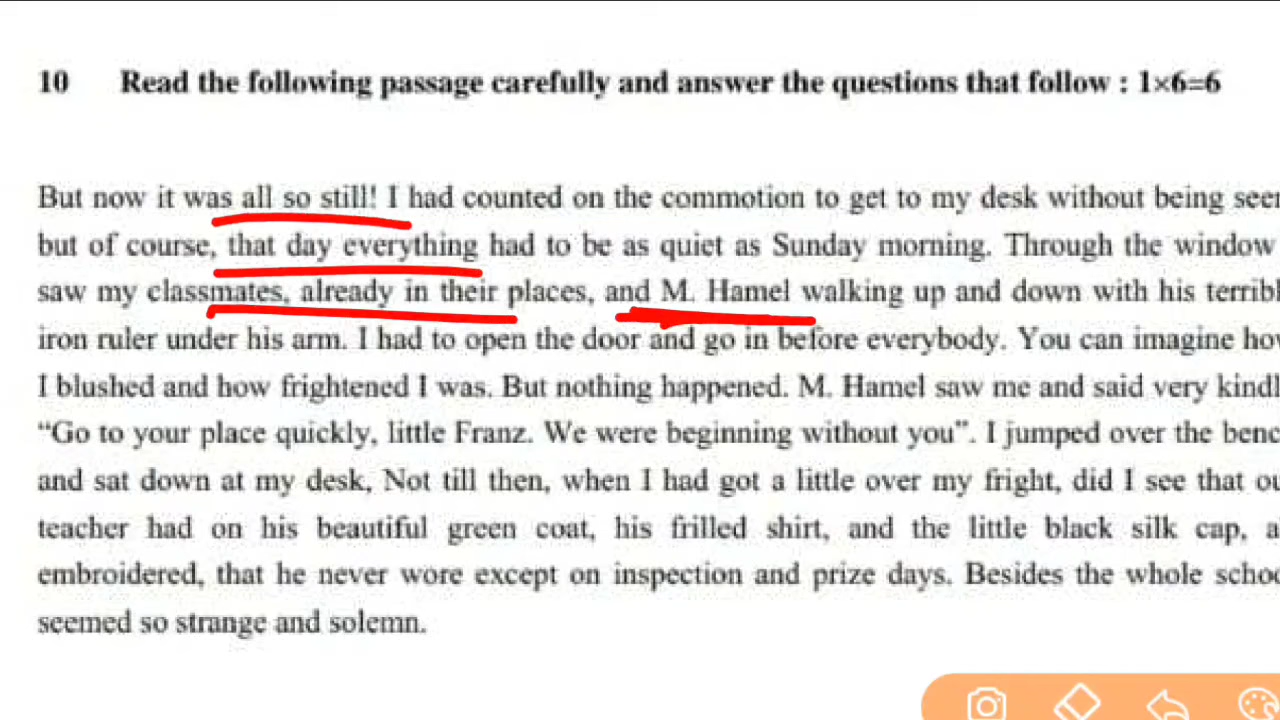 10 Read the following passage carefully and answer the questions that follow : 1×6=6
But now it was all so still! I had counted on the commotion to get to my desk without being
but of course, that day everything had to be as quiet as Sunday morning. Through the window
saw my classmates, already in their places, and M. Hamel walking up and down with his
iron ruler under his arm. I had to open the door and go in before everybody. You can imagine
I blushed and how frightened I was. But nothing happened. M. Hamel saw me and said very
“Go to your place quickly, little Franz. We were beginning without you”. I jumped over the
and sat down at my desk, Not till then, when I had got a little over my fright, did I see that
teacher had on his beautiful green coat, his frilled shirt, and the little black silk cap,
embroidered, that he never wore except on inspection and prize days. Besides the whole
seemed so strange and solemn.